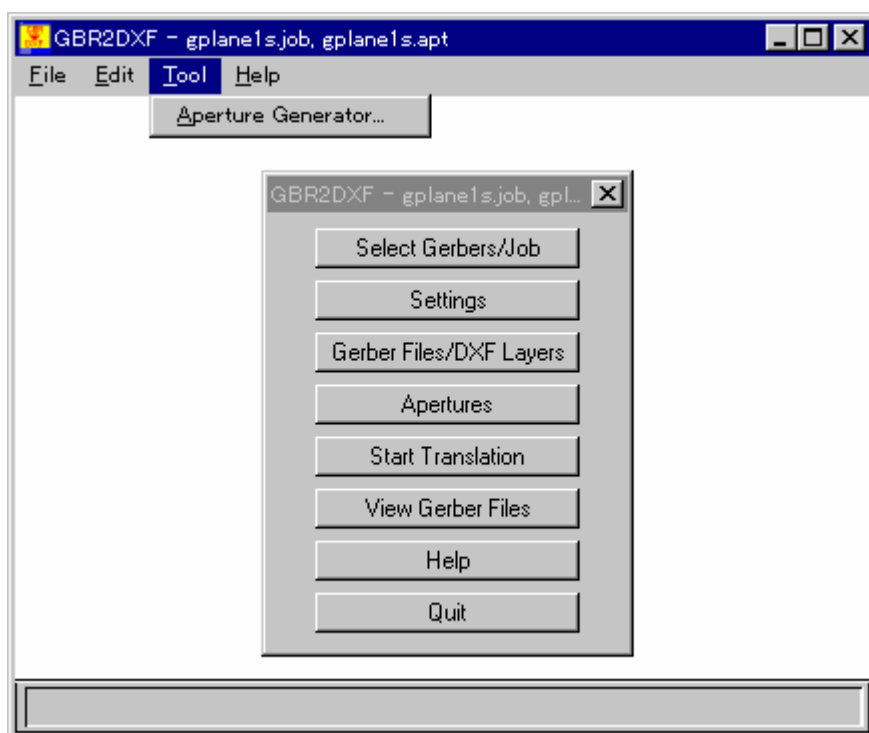 GBR2DXF - gplane1s.job, gplane1s.apt
File Edit Tool Help
Aperture Generator...
GBR2DXF - gplane1s.job, gpl...
Select Gerbers/Job
Settings
Gerber Files/DXF Layers
Apertures
Start Translation
View Gerber Files
Help
Quit